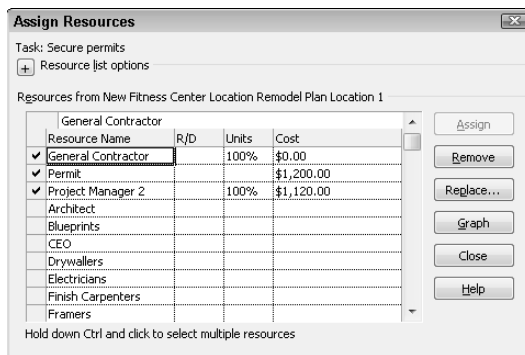 Assign Resources
Task: Secure permits
+ Resource list options
Resources from New Fitness Center Location Remodel Plan Location 1
General Contractor
Resource Name R/D Units Cost
General Contractor 100% $0.00
Permit $1,200.00
Project Manager 2 100% $1,120.00
Architect
Blueprints
CEO
Drywallers
Electricians
Finish Carpenters
Framers
Assign
Remove
Replace...
Graph
Close
Help
Hold down Ctrl and click to select multiple resources